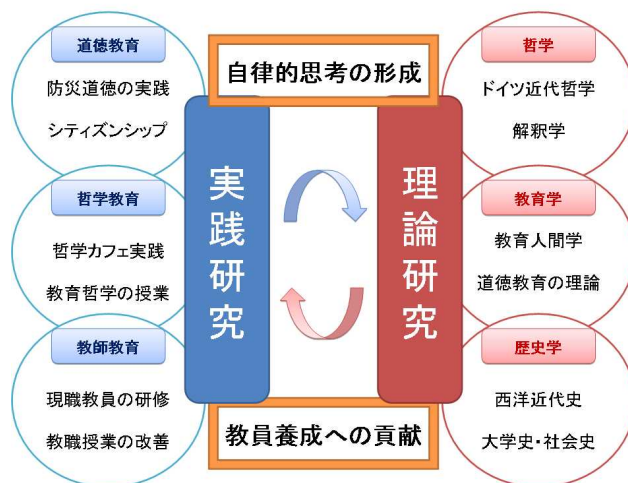 自律的思考の形成
道徳教育
防災道徳の実践
シティズンシップ
哲学教育
哲学カフェ実践
教育哲学の授業
教師教育
現職教員の研修
教職授業の改善
実践研究
理論研究
哲学
ドイツ近代哲学
解釈学
教育学
教育人間学
道徳教育の理論
歴史学
西洋近代史
大学史・社会史
教員養成への貢献